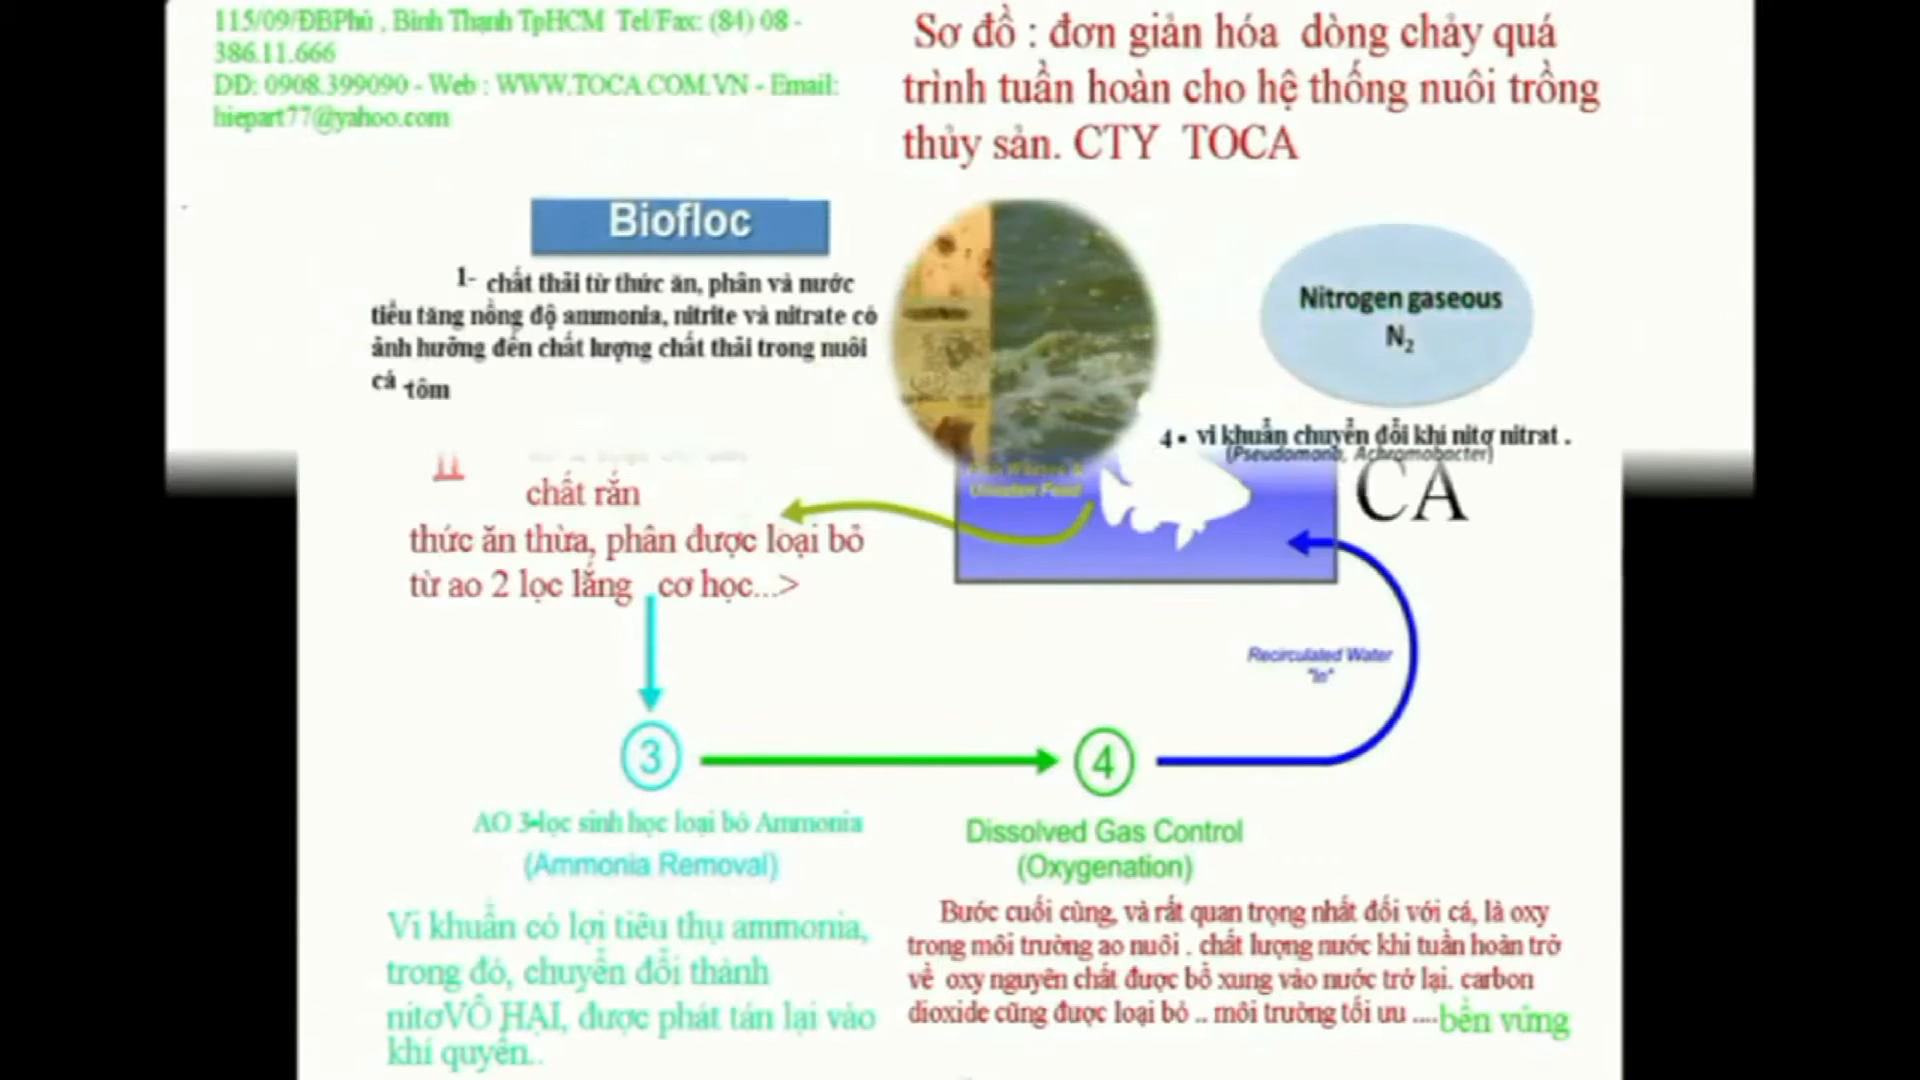 115/09/ĐBPhủ , Bình Thạnh TpHCM Tel/Fax: (84) 08 -
386.11.666
DĐ: 0908.399090 - Web : WWW.TOCA.COM.VN - Email:
hiepart77@yahoo.com
Sơ đồ : đơn giản hóa dòng chảy quá
trình tuần hoàn cho hệ thống nuôi trồng
thủy sản. CTY TOCA
Biofloc
1- chất thải từ thức ăn, phân và nước
tiểu tăng nồng độ ammonia, nitrite và nitrate có
ảnh hưởng đến chất lượng chất thải trong nuôi
cá tôm
Nitrogen gaseous
N₂
4 • vi khuẩn chuyển đổi khí nitơ nitrat .
(Pseudomona, Achromobacter)
CA
Wastes &
Uneaten Feed
chất rắn
thức ăn thừa, phân được loại bỏ
từ ao 2 lọc lắng cơ học...>
Recirculated Water
"In"
3
4
AO 3-lọc sinh học loại bỏ Ammonia
(Ammonia Removal)
Vi khuẩn có lợi tiêu thụ ammonia,
trong đó, chuyển đổi thành
nitơVÔ HẠI, được phát tán lại vào
khí quyển..
Dissolved Gas Control
(Oxygenation)
Bước cuối cùng, và rất quan trọng nhất đối với cá, là oxy
trong môi trường ao nuôi . chất lượng nước khi tuần hoàn trở
về oxy nguyên chất được bổ xung vào nước trở lại. carbon
dioxide cũng được loại bỏ .. môi trường tối ưu ....bền vững